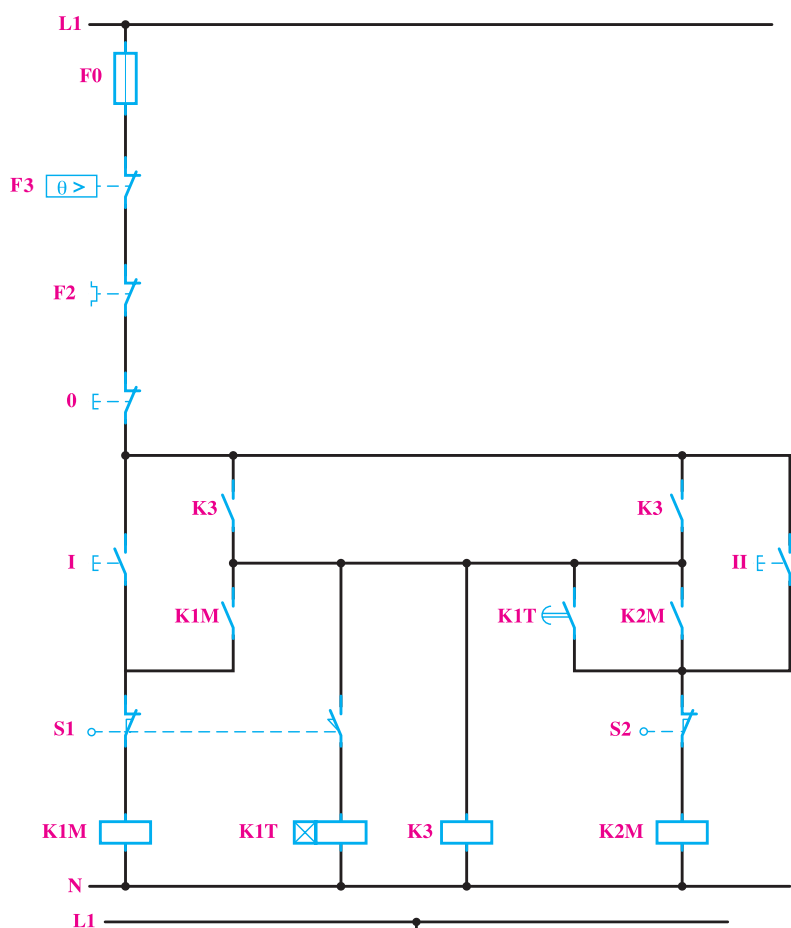 L1
F0
F3 θ >
F2
0
K3 K3
I II
K1M K1T K2M
S1 S2
K1M K1T K3 K2M
N
L1